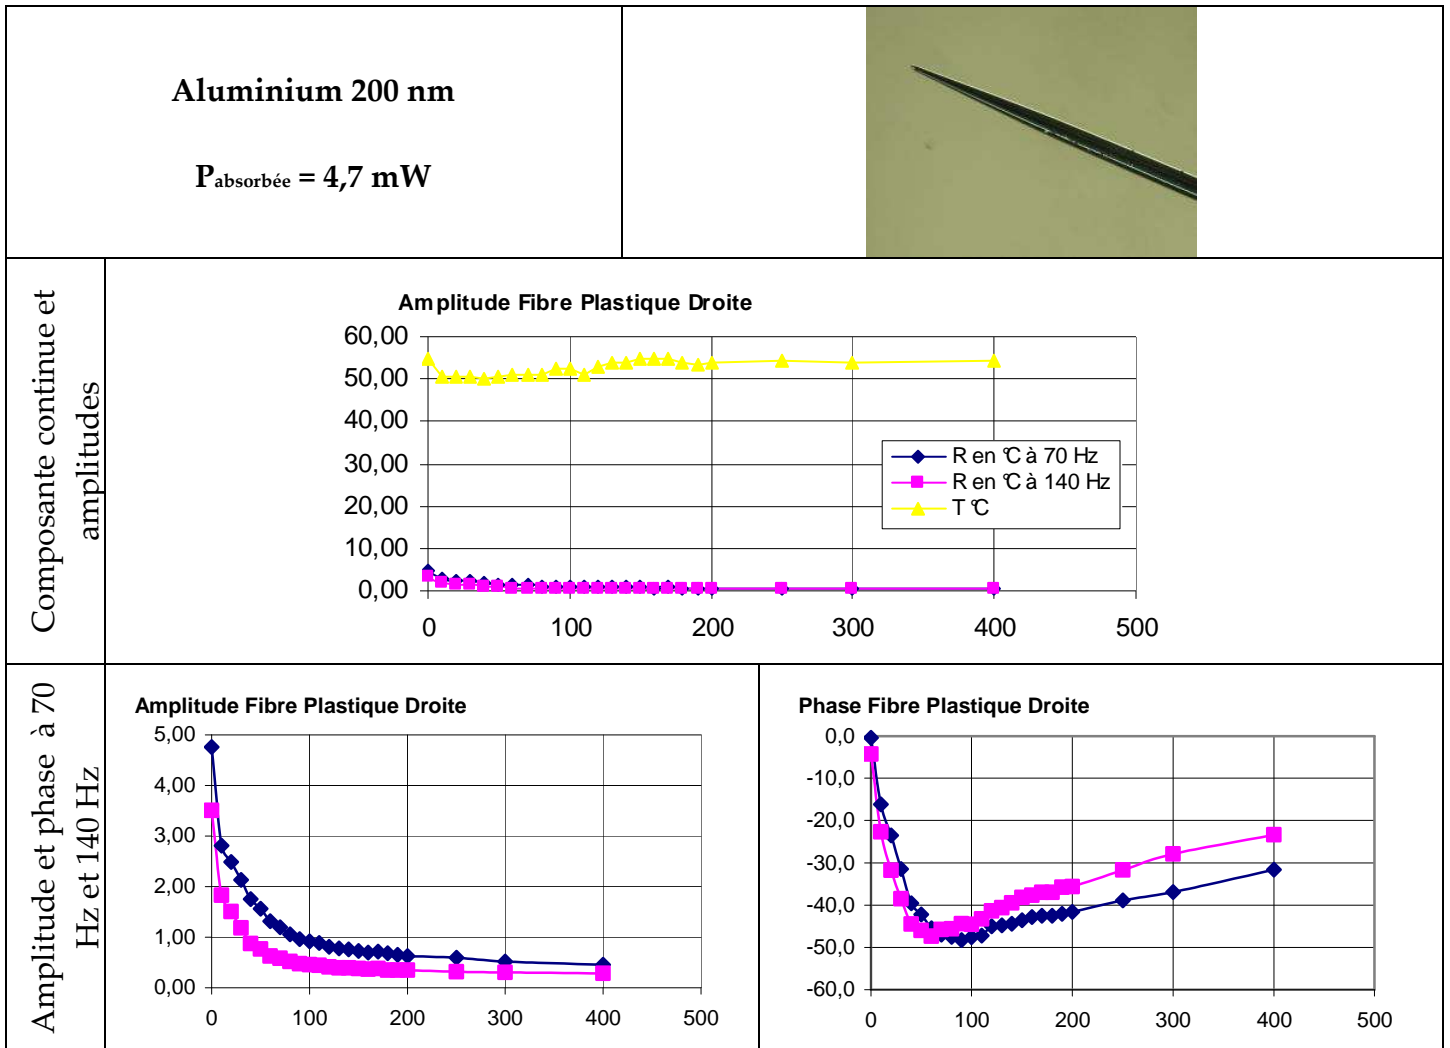 Aluminium 200 nm
Pabsorbée = 4,7 mW
Composante continue et
amplitudes
Amplitude Fibre Plastique Droite
60,00
50,00
40,00
30,00
20,00
10,00
0,00
0 100 200 300 400 500
R en °C à 70 Hz
R en °C à 140 Hz
T °C
Amplitude et phase à 70
Hz et 140 Hz
Amplitude Fibre Plastique Droite
5,00
4,00
3,00
2,00
1,00
0,00
0 100 200 300 400 500
Phase Fibre Plastique Droite
0,0
-10,0
-20,0
-30,0
-40,0
-50,0
-60,0
0 100 200 300 400 500